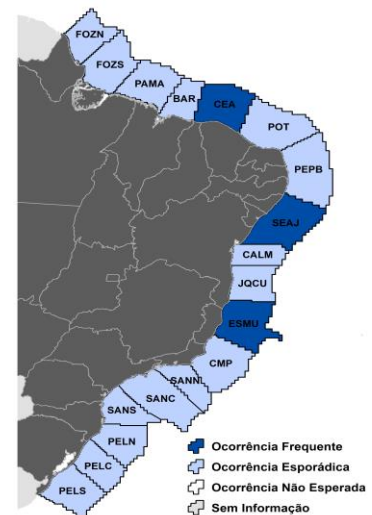 FOZN
FOZS
PAMA
BAR
CEA
POT
PEPB
SEAJ
CALM
JQCU
ESMU
CMP
SANN
SANC
SANS
PELN
PELC
PELS
Ocorrência Frequente
Ocorrência Esporádica
Ocorrência Não Esperada
Sem Informação